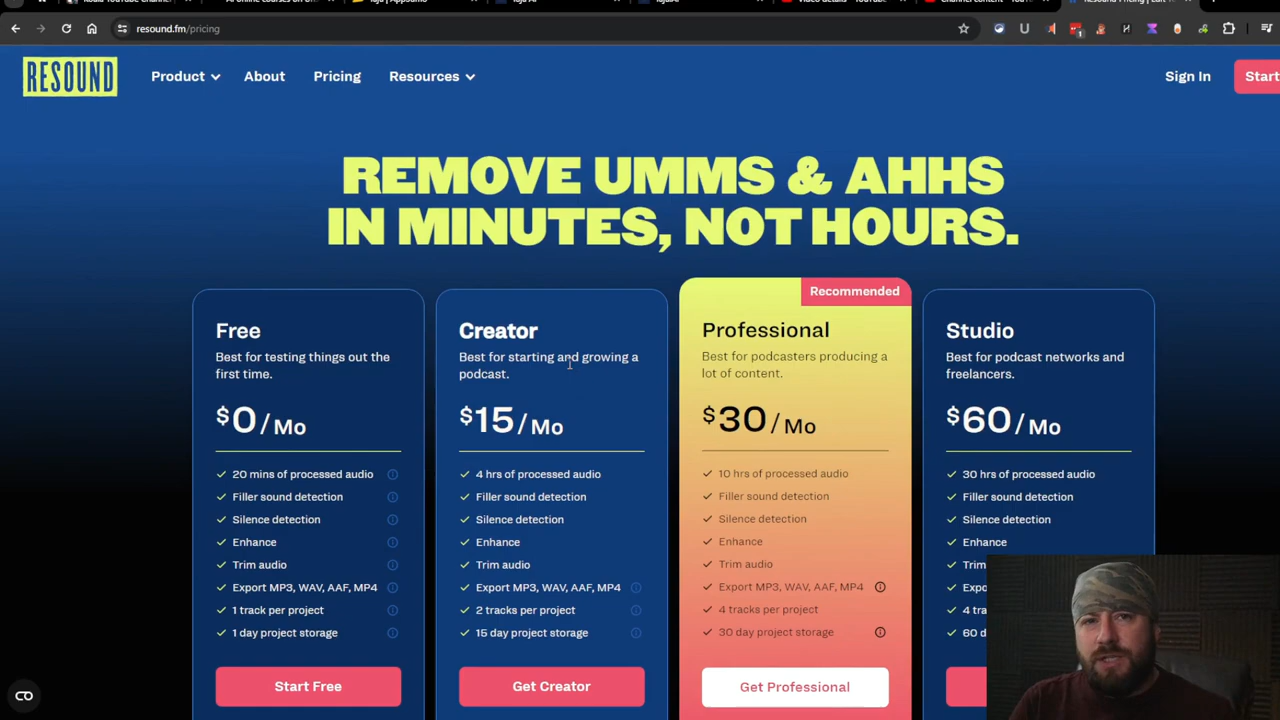 resound.fm/pricing
RESOUND
Product
About
Pricing
Resources
Sign In
Start
REMOVE UMMS & AHHS
IN MINUTES, NOT HOURS.
Free
Best for testing things out the
first time.
$0/Mo
20 mins of processed audio
Filler sound detection
Silence detection
Enhance
Trim audio
Export MP3, WAV, AAF, MP4
1 track per project
1 day project storage
Start Free
Creator
Best for starting and growing a
podcast.
$15/Mo
4 hrs of processed audio
Filler sound detection
Silence detection
Enhance
Trim audio
Export MP3, WAV, AAF, MP4
2 tracks per project
15 day project storage
Get Creator
Recommended
Professional
Best for podcasters producing a
lot of content.
$30/Mo
10 hrs of processed audio
Filler sound detection
Silence detection
Enhance
Trim audio
Export MP3, WAV, AAF, MP4
4 tracks per project
30 day project storage
Get Professional
Studio
Best for podcast networks and
freelancers.
$60/Mo
30 hrs of processed audio
Filler sound detection
Silence detection
Enhance
Trim
Expo
4 tra
60 d